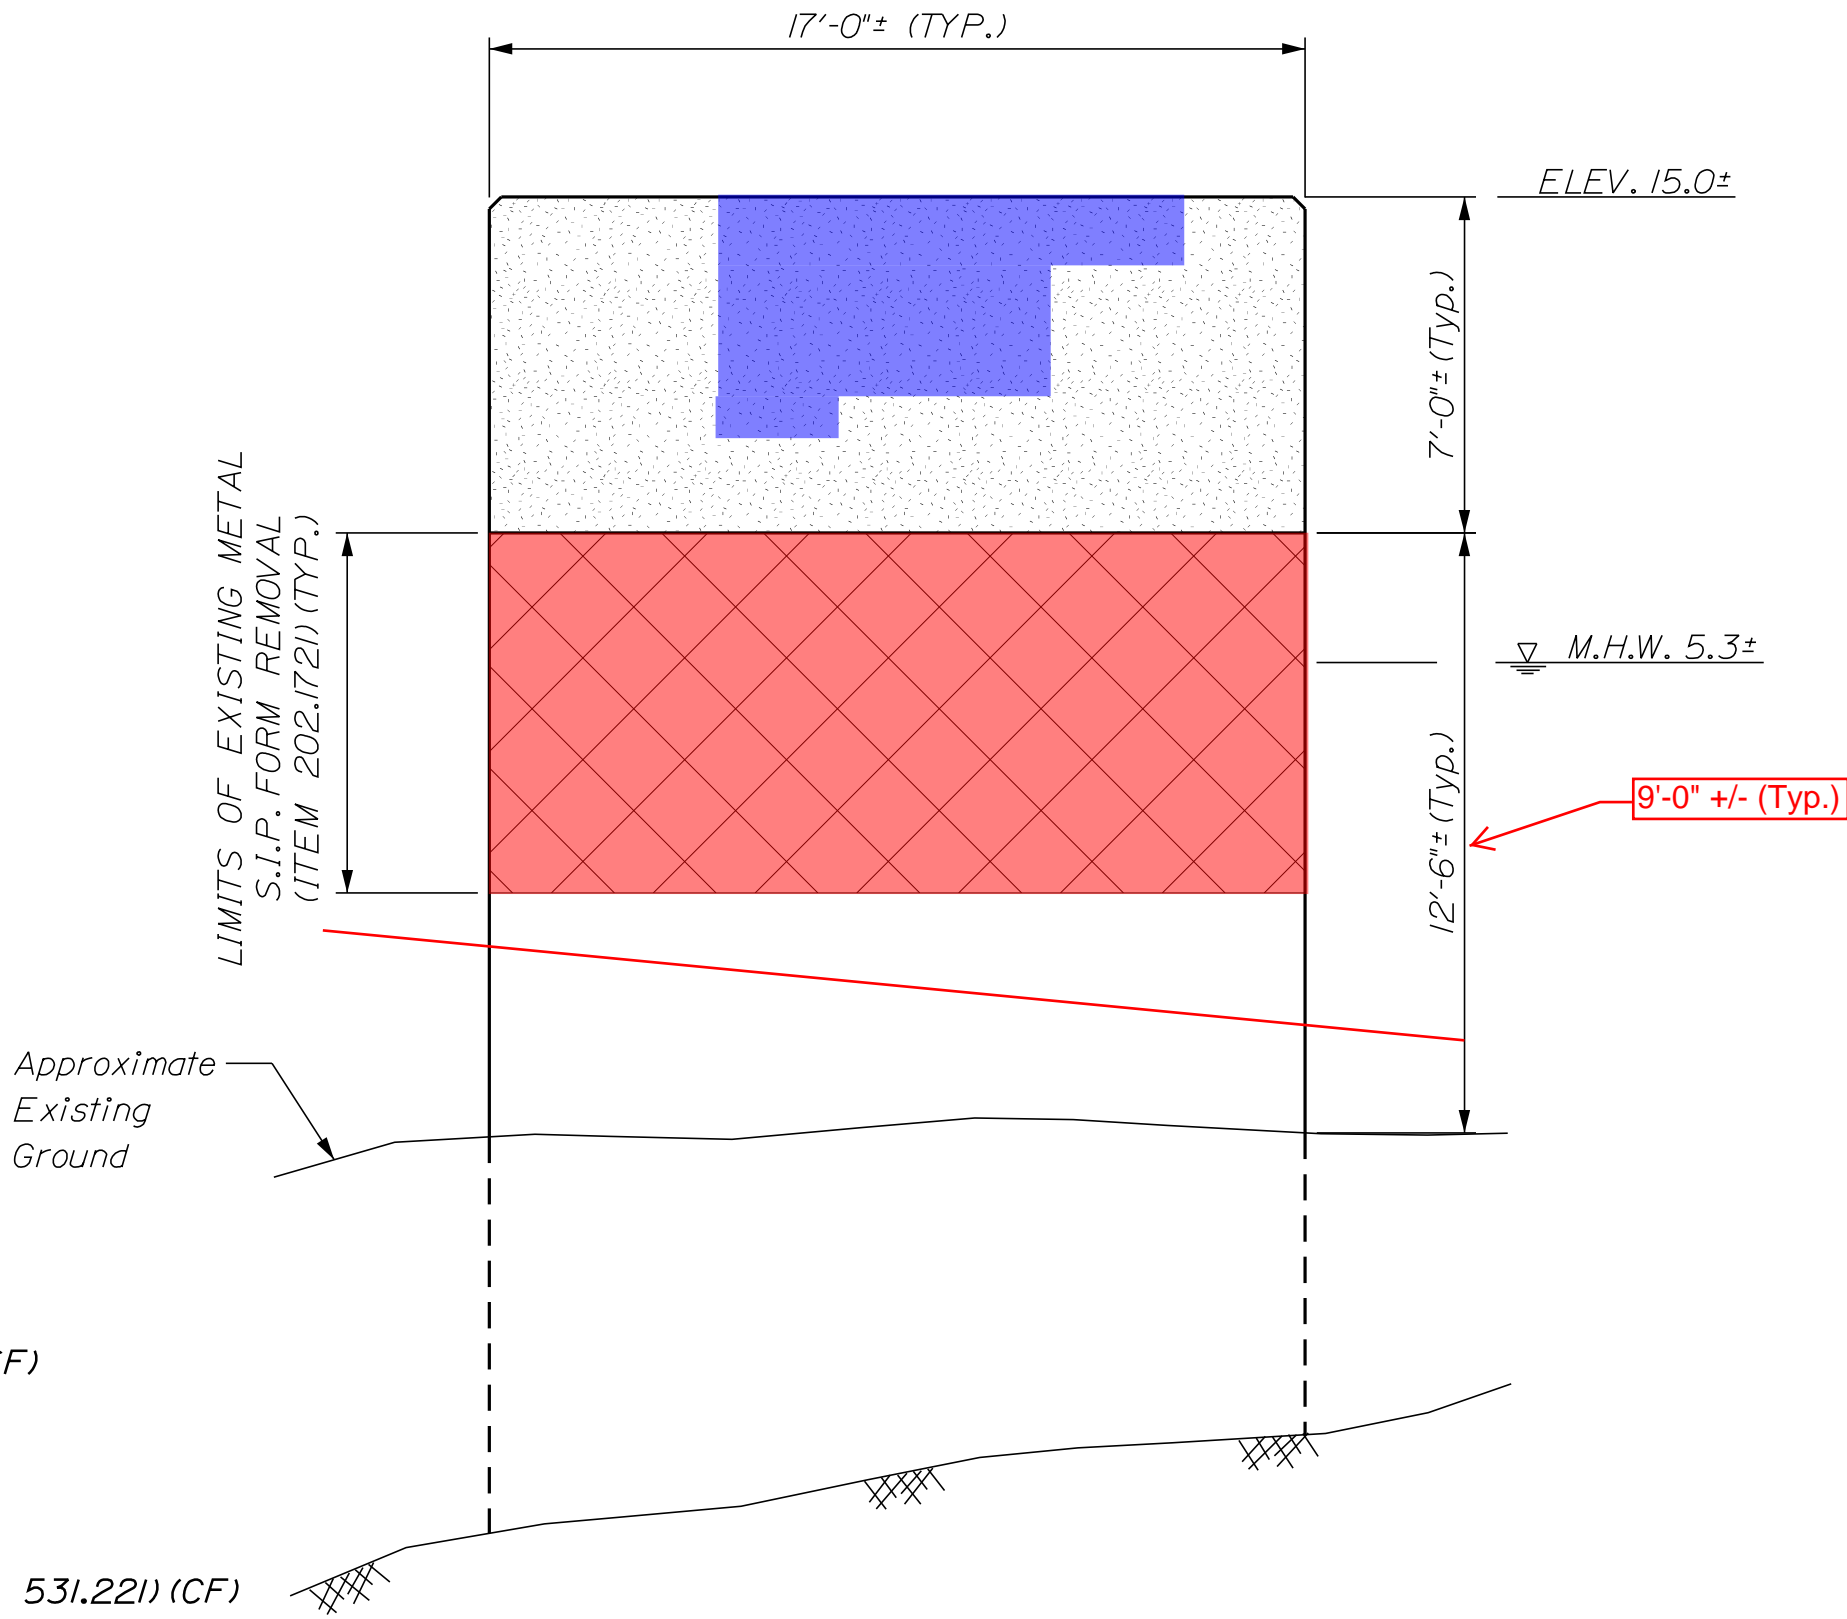 17'-0"± (TYP.)
ELEV. 15.0±
7'-0"± (Typ.)
LIMITS OF EXISTING METAL
S.I.P. FORM REMOVAL
(ITEM 202.1721) (TYP.)
M.H.W. 5.3±
12'-6"± (Typ.)
9'-0" +/- (Typ.)
Approximate
Existing
Ground
F)
531.221) (CF)